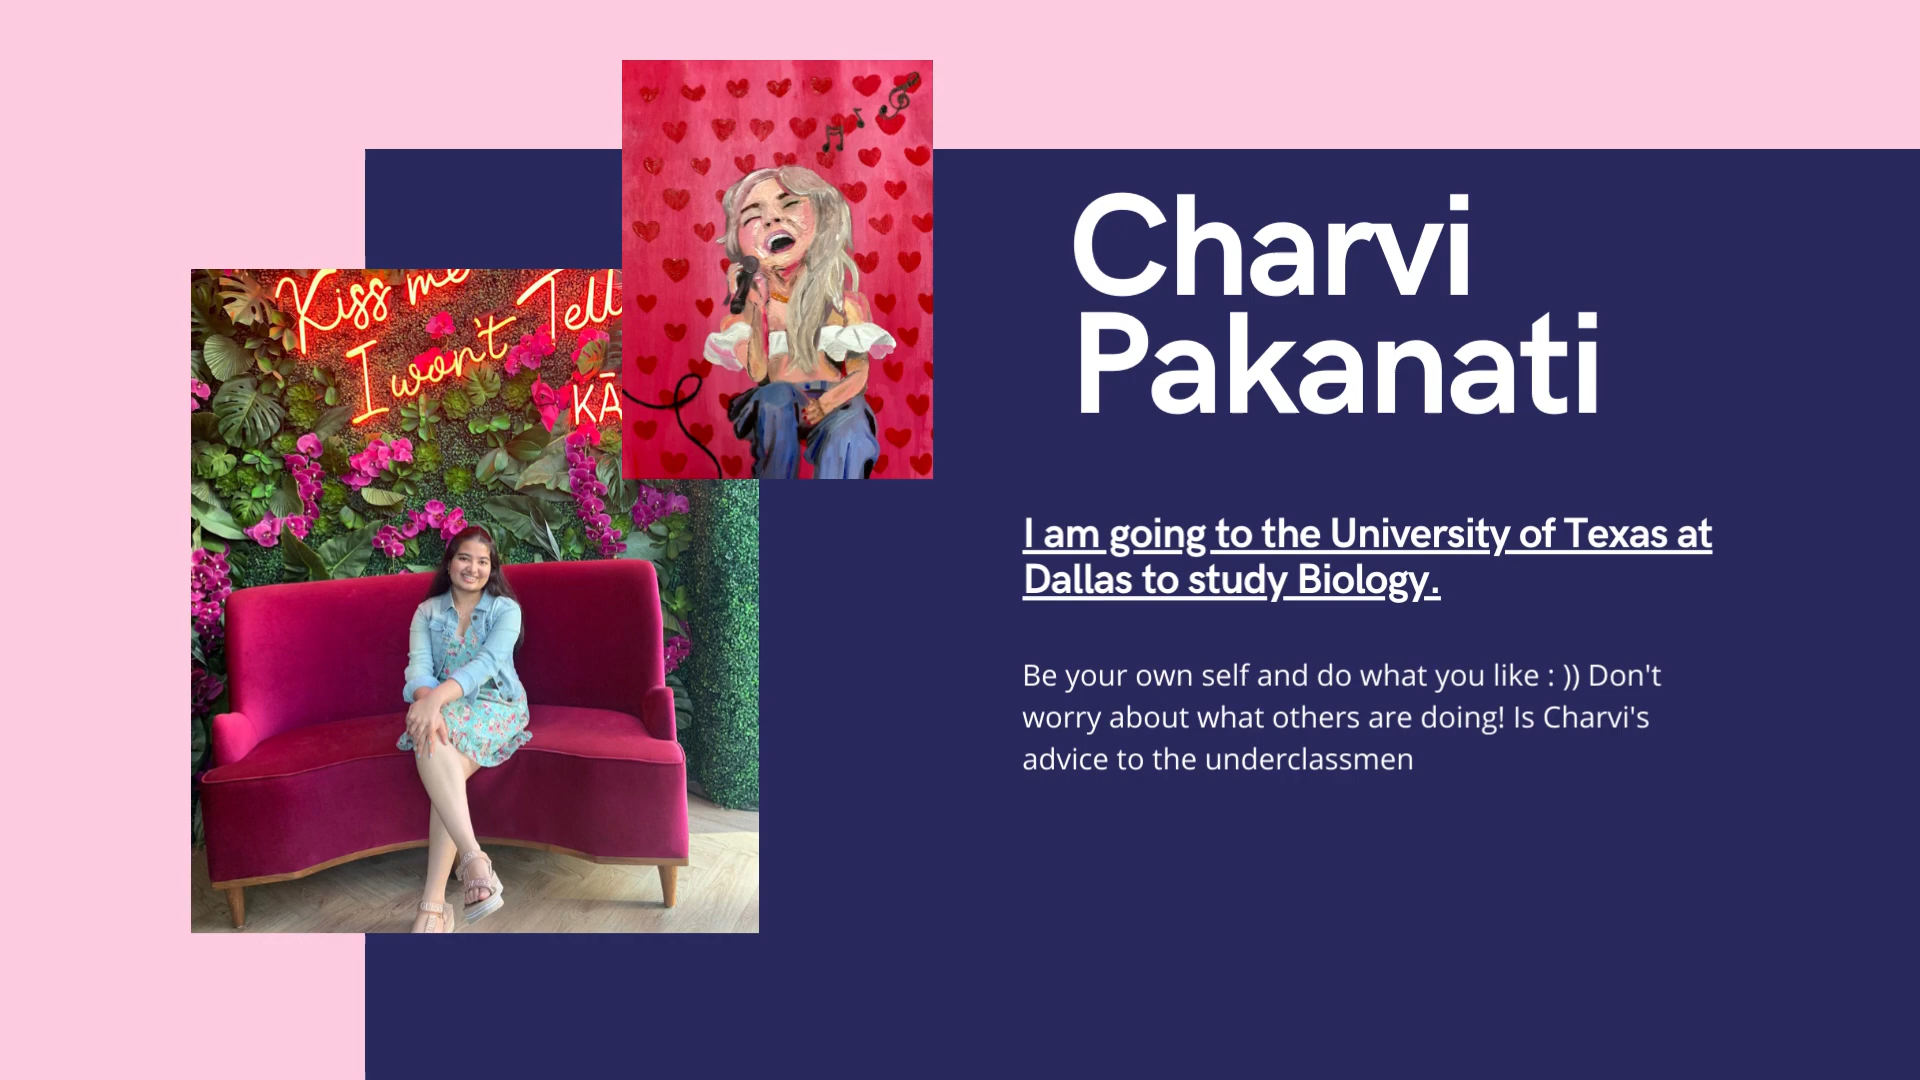 Kiss me
I won't Tell
KĀ
Charvi
Pakanati
I am going to the University of Texas at
Dallas to study Biology.
Be your own self and do what you like : )) Don't
worry about what others are doing! Is Charvi's
advice to the underclassmen